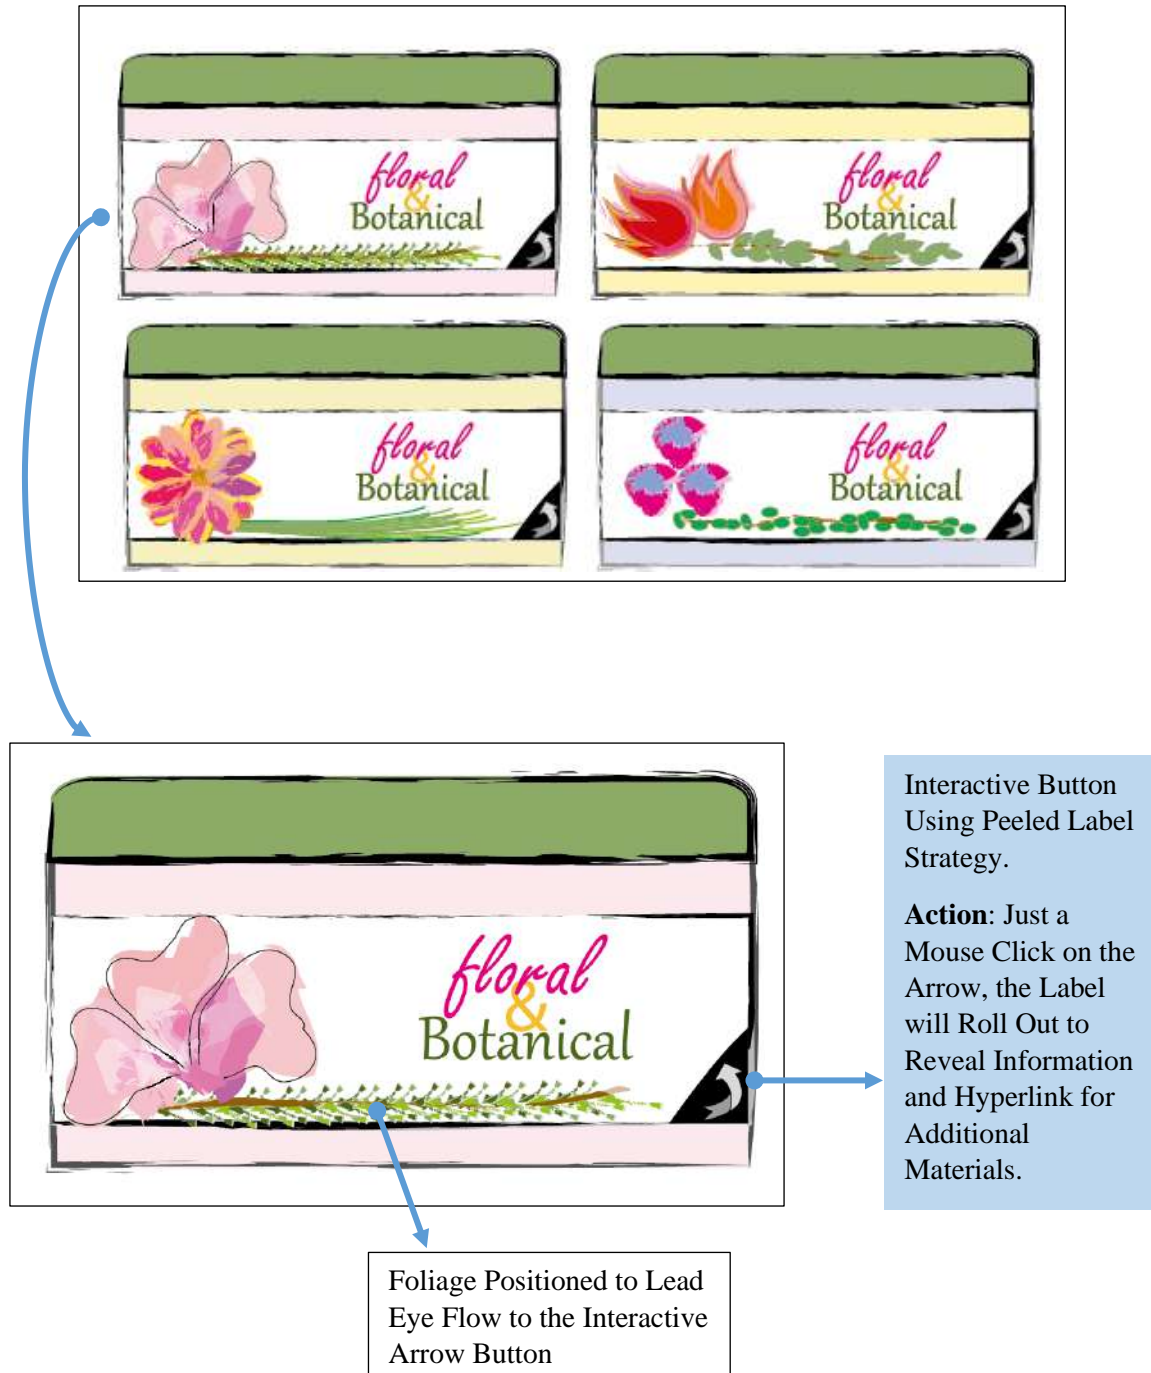 floral
&
Botanical
floral
&
Botanical
floral
&
Botanical
floral
&
Botanical
floral
&
Botanical
Interactive Button
Using Peeled Label
Strategy.
Action: Just a
Mouse Click on the
Arrow, the Label
will Roll Out to
Reveal Information
and Hyperlink for
Additional
Materials.
Foliage Positioned to Lead
Eye Flow to the Interactive
Arrow Button